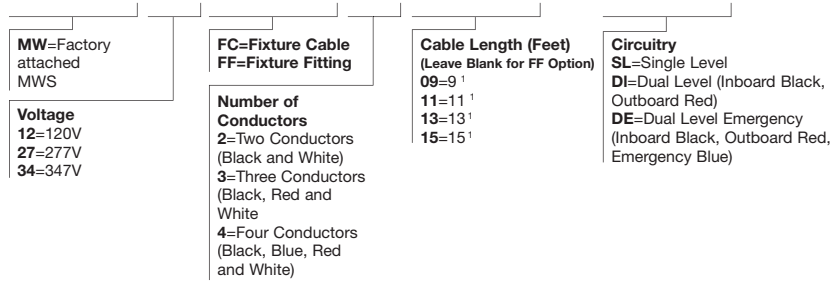 MW=Factory
attached
MWS
Voltage
12=120V
27=277V
34=347V
FC=Fixture Cable
FF=Fixture Fitting
Number of
Conductors
2=Two Conductors
(Black and White)
3=Three Conductors
(Black, Red and
White
4=Four Conductors
(Black, Blue, Red
and White)
Cable Length (Feet)
(Leave Blank for FF Option)
09=9 1
11=11 1
13=13 1
15=15 1
Circuitry
SL=Single Level
DI=Dual Level (Inboard Black,
Outboard Red)
DE=Dual Level Emergency
(Inboard Black, Outboard Red,
Emergency Blue)